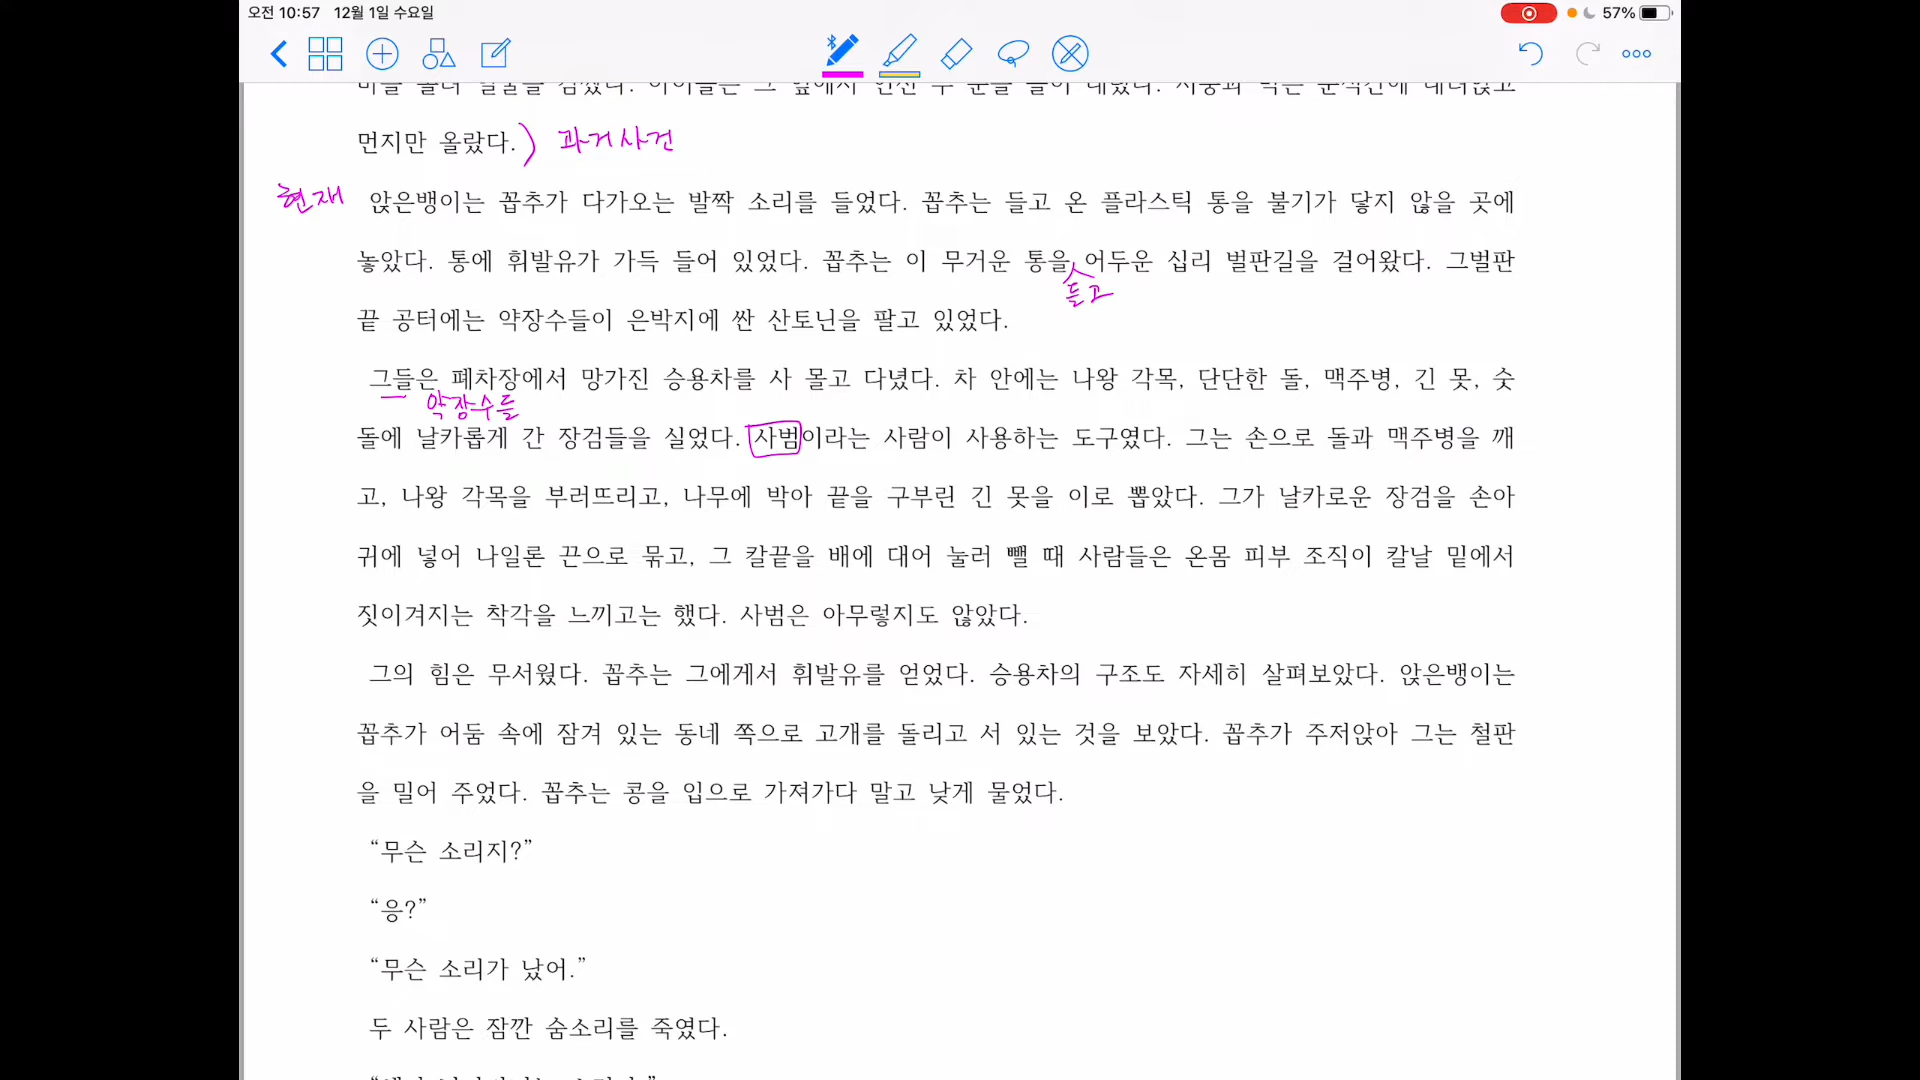 오전 10:57 12월 1일 수요일
57%
먼지만 올랐다.) 과거사건
현재 앉은뱅이는 꼽추가 다가오는 발짝 소리를 들었다. 꼽추는 들고 온 플라스틱 통을 불기가 닿지 않을 곳에
놓았다. 통에 휘발유가 가득 들어 있었다. 꼽추는 이 무거운 통을 어두운 십리 벌판길을 걸어왔다. 그벌판
들고
끝 공터에는 약장수들이 은박지에 싼 산토닌을 팔고 있었다.
그들은 폐차장에서 망가진 승용차를 사 몰고 다녔다. 차 안에는 나왕 각목, 단단한 돌, 맥주병, 긴 못, 숫
약장수들
돌에 날카롭게 간 장검들을 실었다. 사범이라는 사람이 사용하는 도구였다. 그는 손으로 돌과 맥주병을 깨
고, 나왕 각목을 부러뜨리고, 나무에 박아 끝을 구부린 긴 못을 이로 뽑았다. 그가 날카로운 장검을 손아
귀에 넣어 나일론 끈으로 묶고, 그 칼끝을 배에 대어 눌러 뺄 때 사람들은 온몸 피부 조직이 칼날 밑에서
짓이겨지는 착각을 느끼고는 했다. 사범은 아무렇지도 않았다.
그의 힘은 무서웠다. 꼽추는 그에게서 휘발유를 얻었다. 승용차의 구조도 자세히 살펴보았다. 앉은뱅이는
꼽추가 어둠 속에 잠겨 있는 동네 쪽으로 고개를 돌리고 서 있는 것을 보았다. 꼽추가 주저앉아 그는 철판
을 밀어 주었다. 꼽추는 콩을 입으로 가져가다 말고 낮게 물었다.
“무슨 소리지?”
“응?”
“무슨 소리가 났어.”
두 사람은 잠깐 숨소리를 죽였다.